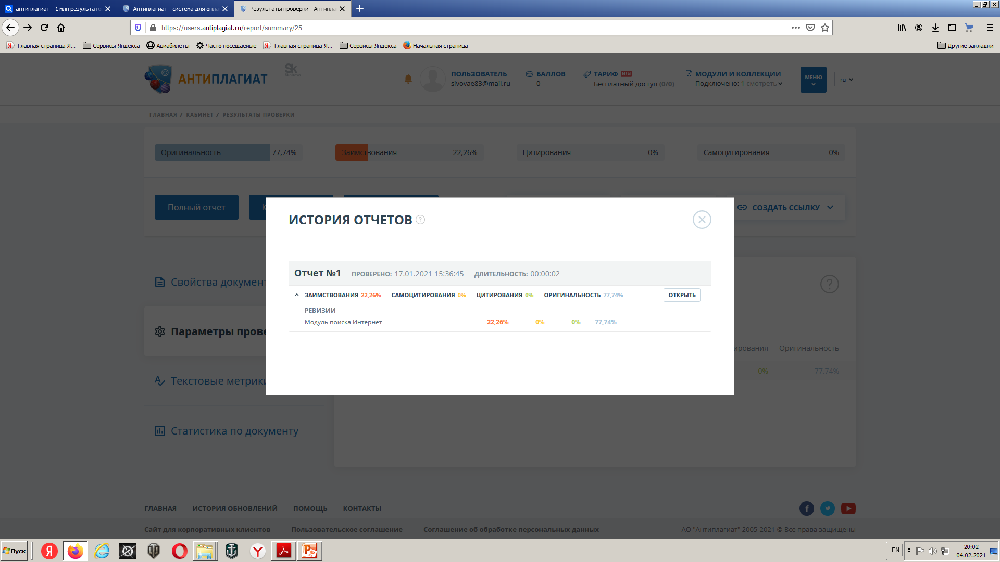 антиплагиат - 1 млн результато
Антиплагиат - система для онла
Результаты проверки - Антипла
https://users.antiplagiat.ru/report/summary/25
Главная страница Я...
Сервисы Яндекса
Авиабилеты
Часто посещаемые
Главная страница Я...
Сервисы Яндекса
Начальная страница
Другие закладки
АНТИПЛАГИАТ
Sk
ПОЛЬЗОВАТЕЛЬ
sivovae83@mail.ru
БАЛЛОВ
0
ТАРИФ NEW
Бесплатный доступ (0/0)
МОДУЛИ И КОЛЛЕКЦИИ
Подключено: 1 смотреть
МЕНЮ
ru
ГЛАВНАЯ / КАБИНЕТ / РЕЗУЛЬТАТЫ ПРОВЕРКИ
Оригинальность 77,74%
Заимствования 22,26%
Цитирования 0%
Самоцитирования 0%
Полный отчет
К
СОЗДАТЬ ССЫЛКУ
ИСТОРИЯ ОТЧЕТОВ ?
Отчет №1 ПРОВЕРЕНО: 17.01.2021 15:36:45 ДЛИТЕЛЬНОСТЬ: 00:00:02
ЗАИМСТВОВАНИЯ 22,26% САМОЦИТИРОВАНИЯ 0% ЦИТИРОВАНИЯ 0% ОРИГИНАЛЬНОСТЬ 77,74% ОТКРЫТЬ
РЕВИЗИИ
Модуль поиска Интернет 22,26% 0% 0% 77,74%
Свойства докумен
Параметры прове
Текстовые метрик
Статистика по документу
?
ирования Оригинальность
0% 77,74%
ГЛАВНАЯ ИСТОРИЯ ОБНОВЛЕНИЙ ПОМОЩЬ КОНТАКТЫ
Сайт для корпоративных клиентов Пользовательское соглашение Соглашение об обработке персональных данных АО "Антиплагиат" 2005-2021 © Все права защищены
Пуск
EN
20:02
04.02.2021